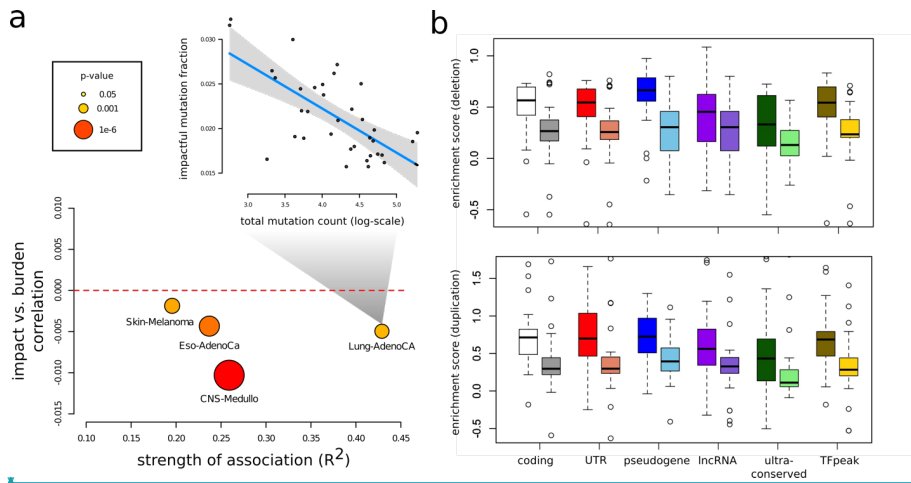 a
b
p-value
0.05
0.001
1e-6
impactful mutation fraction
0.030
0.025
0.020
0.015
3.0 3.5 4.0 4.5 5.0
total mutation count (log-scale)
impact vs. burden
correlation
0.010
0.005
0.000
-0.005
-0.010
-0.015
Skin-Melanoma
Eso-AdenoCa
Lung-AdenoCA
CNS-Medullo
0.10 0.15 0.20 0.25 0.30 0.35 0.40 0.45
strength of association (R2)
enrichment score (deletion)
1.0
0.5
0.0
-0.5
enrichment score (duplication)
1.5
1.0
0.5
0.0
coding UTR pseudogene lncRNA ultra-
conserved TFpeak